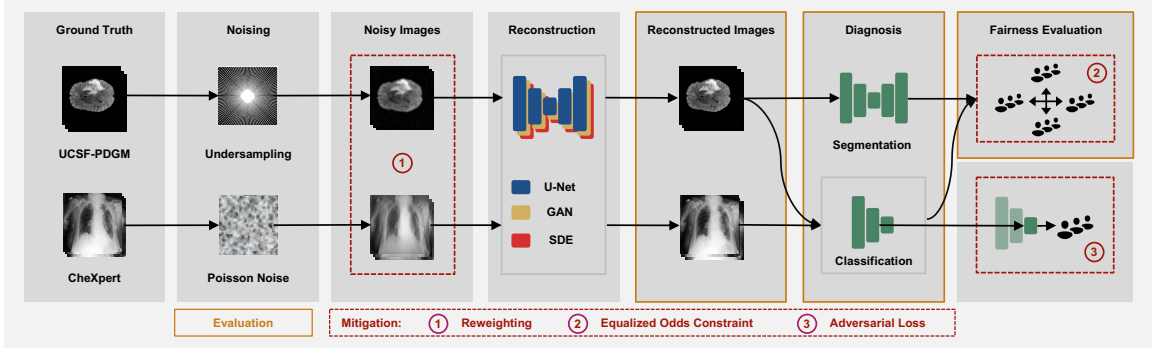 Ground Truth
Noising
Noisy Images
Reconstruction
Reconstructed Images
Diagnosis
Fairness Evaluation
2
UCSF-PDGM
Undersampling
1
Segmentation
U-Net
GAN
SDE
3
CheXpert
Poisson Noise
Classification
Evaluation
Mitigation: 1 Reweighting 2 Equalized Odds Constraint 3 Adversarial Loss